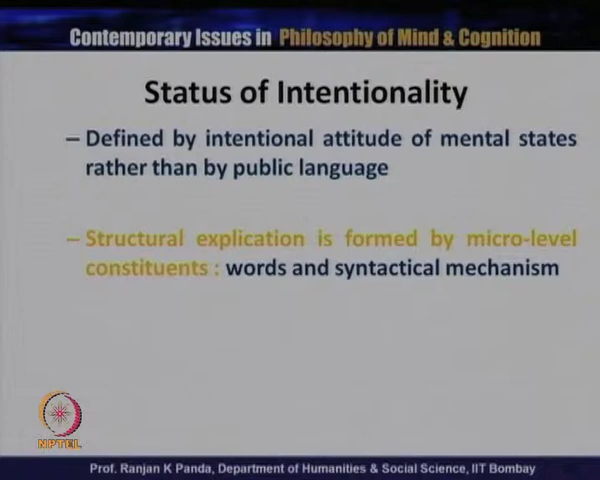 Contemporary Issues in Philosophy of Mind & Cognition
Status of Intentionality
– Defined by intentional attitude of mental states
rather than by public language
– Structural explication is formed by micro-level
constituents : words and syntactical mechanism
NPTEL
Prof. Ranjan K Panda, Department of Humanities & Social Science, IIT Bombay